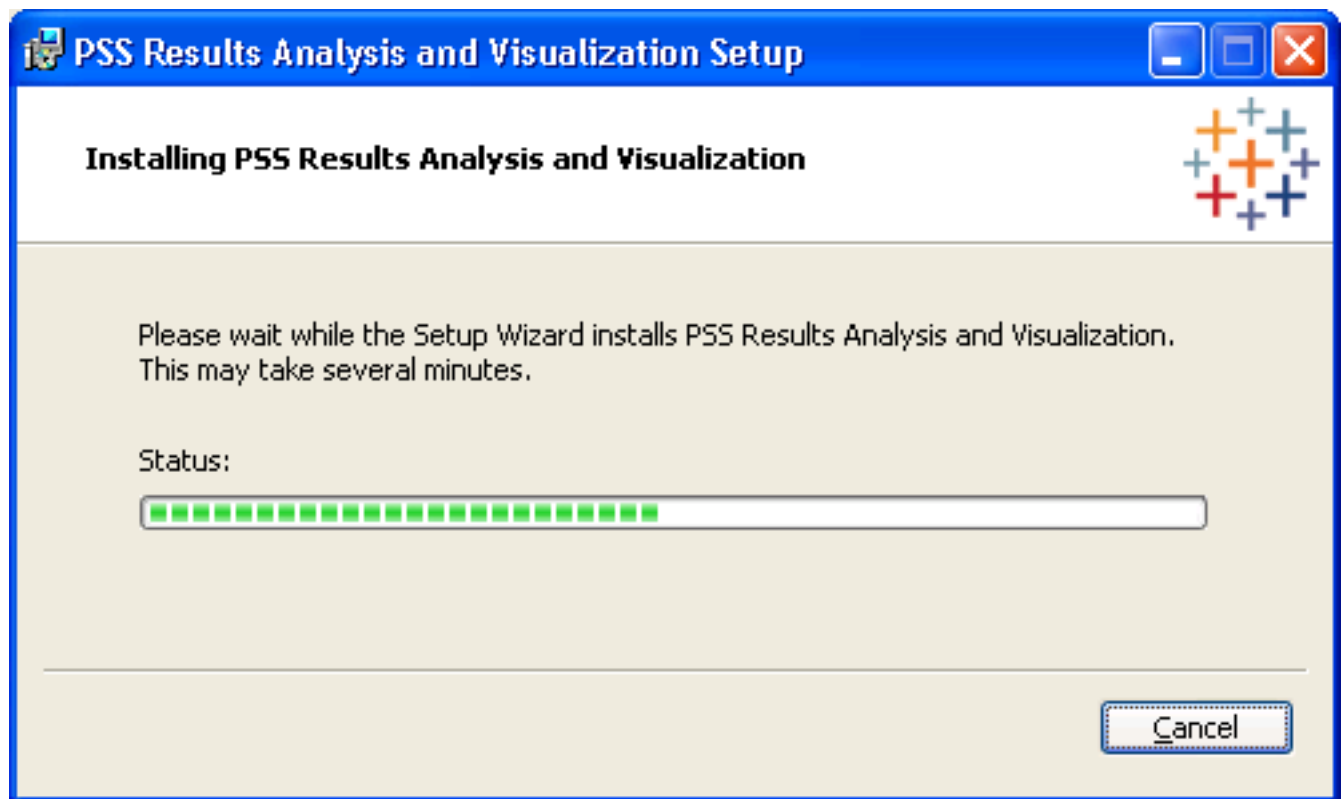 PSS Results Analysis and Visualization Setup
Installing PSS Results Analysis and Visualization
Please wait while the Setup Wizard installs PSS Results Analysis and Visualization.
This may take several minutes.
Status:
Cancel